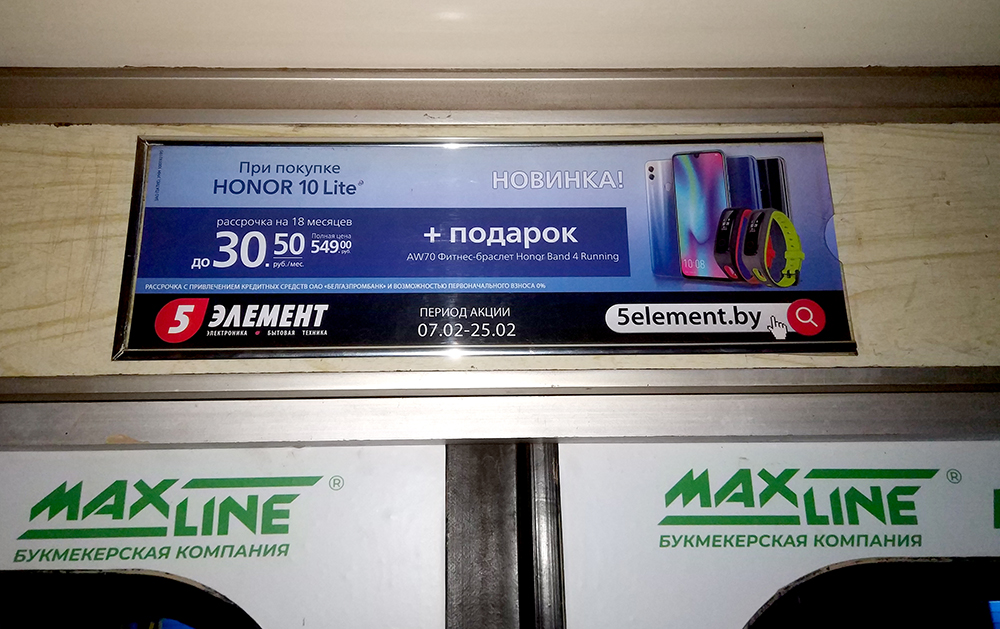 При покупке
HONOR 10 Lite
НОВИНКА!
рассрочка на 18 месяцев
до 30.50 руб./мес.
Полная цена
549.00 руб.
+ подарок
AW70 Фитнес-браслет Honor Band 4 Running
10:08
РАССРОЧКА С ПРИВЛЕЧЕНИЕМ КРЕДИТНЫХ СРЕДСТВ ОАО «БЕЛГАЗПРОМБАНК» И ВОЗМОЖНОСТЬЮ ПЕРВОНАЧАЛЬНОГО ВЗНОСА 0%
5 ЭЛЕМЕНТ
ЭЛЕКТРОНИКА БЫТОВАЯ ТЕХНИКА
ПЕРИОД АКЦИИ
07.02-25.02
5element.by
MAXLINE ®
БУКМЕКЕРСКАЯ КОМПАНИЯ
MAXLINE ®
БУКМЕКЕРСКАЯ КОМПАНИЯ